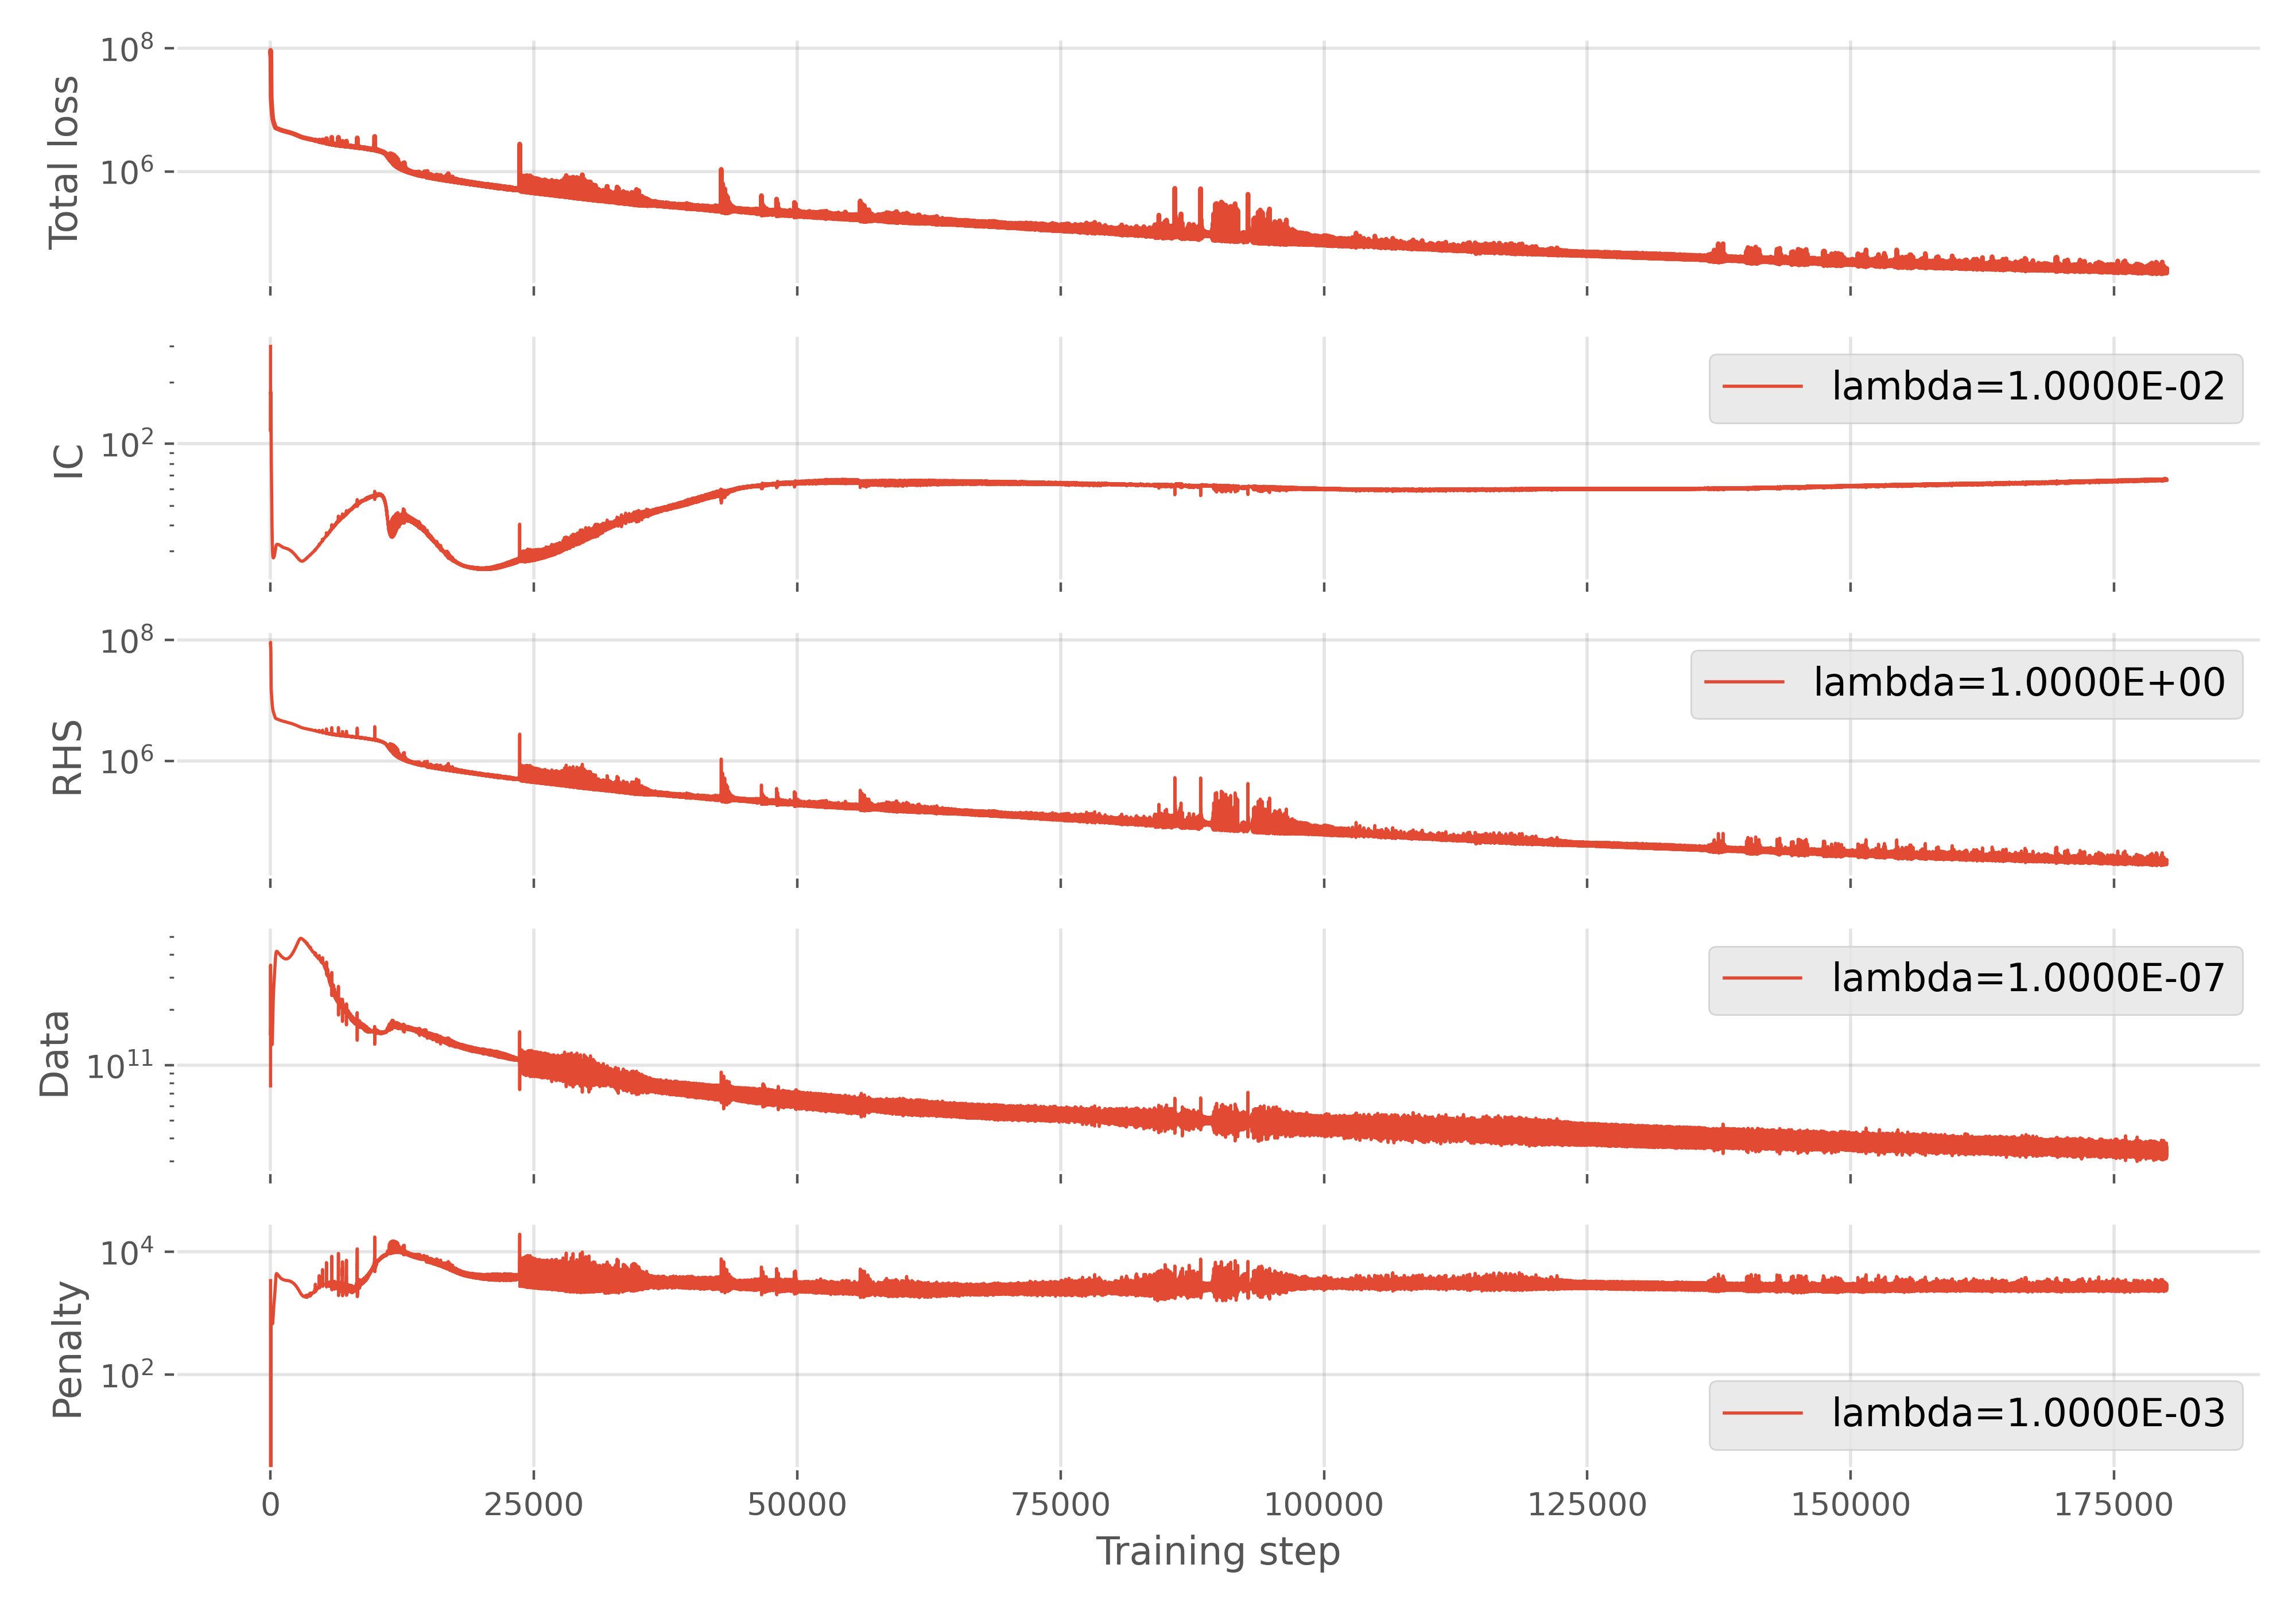 Total loss
10^8
10^6
IC
10^2
lambda=1.0000E-02
RHS
10^8
10^6
lambda=1.0000E+00
Data
10^11
lambda=1.0000E-07
Penalty
10^4
10^2
lambda=1.0000E-03
0 25000 50000 75000 100000 125000 150000 175000
Training step